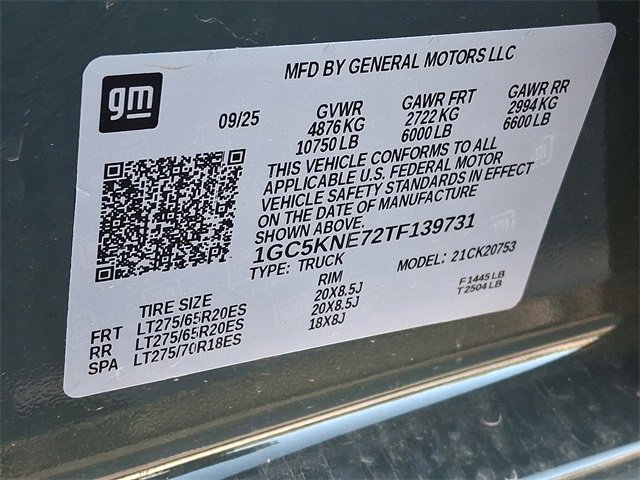 MFD BY GENERAL MOTORS LLC
gm
09/25 GVWR GAWR FRT GAWR RR
4876 KG 2722 KG 2994 KG
10750 LB 6000 LB 6600 LB
THIS VEHICLE CONFORMS TO ALL
APPLICABLE U.S. FEDERAL MOTOR
VEHICLE SAFETY STANDARDS IN EFFECT
ON THE DATE OF MANUFACTURE
SHOWN ABOVE.
1GC5KNE72TF139731
TYPE: TRUCK MODEL: 21CK20753
F1445 LB
T2504 LB
TIRE SIZE RIM
FRT LT275/65R20ES 20X8.5J
RR LT275/65R20ES 20X8.5J
SPA LT275/70R18ES 18X8J